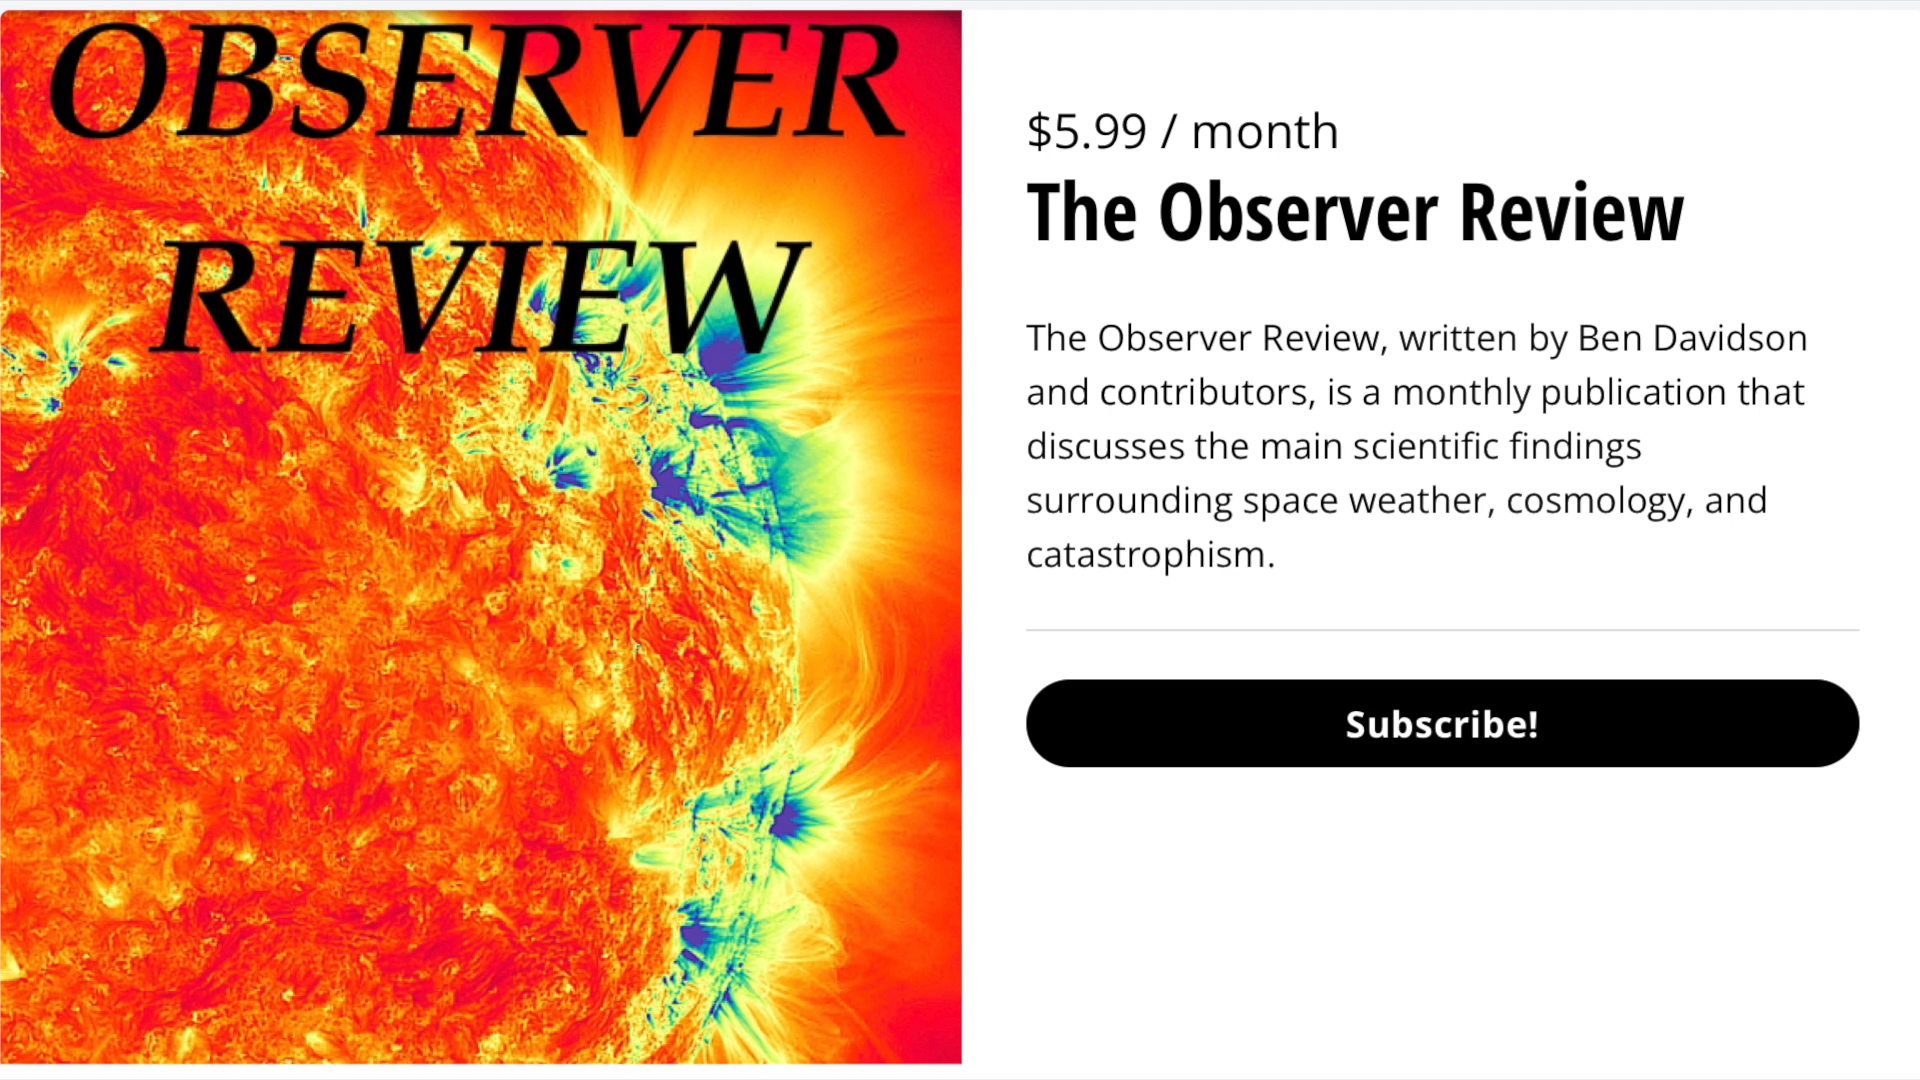 OBSERVER
REVIEW
$5.99 / month
The Observer Review
The Observer Review, written by Ben Davidson
and contributors, is a monthly publication that
discusses the main scientific findings
surrounding space weather, cosmology, and
catastrophism.
Subscribe!